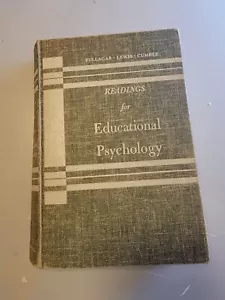 FULLAGAR · LEWIS · CUMBEE
READINGS
for
Educational
Psychology